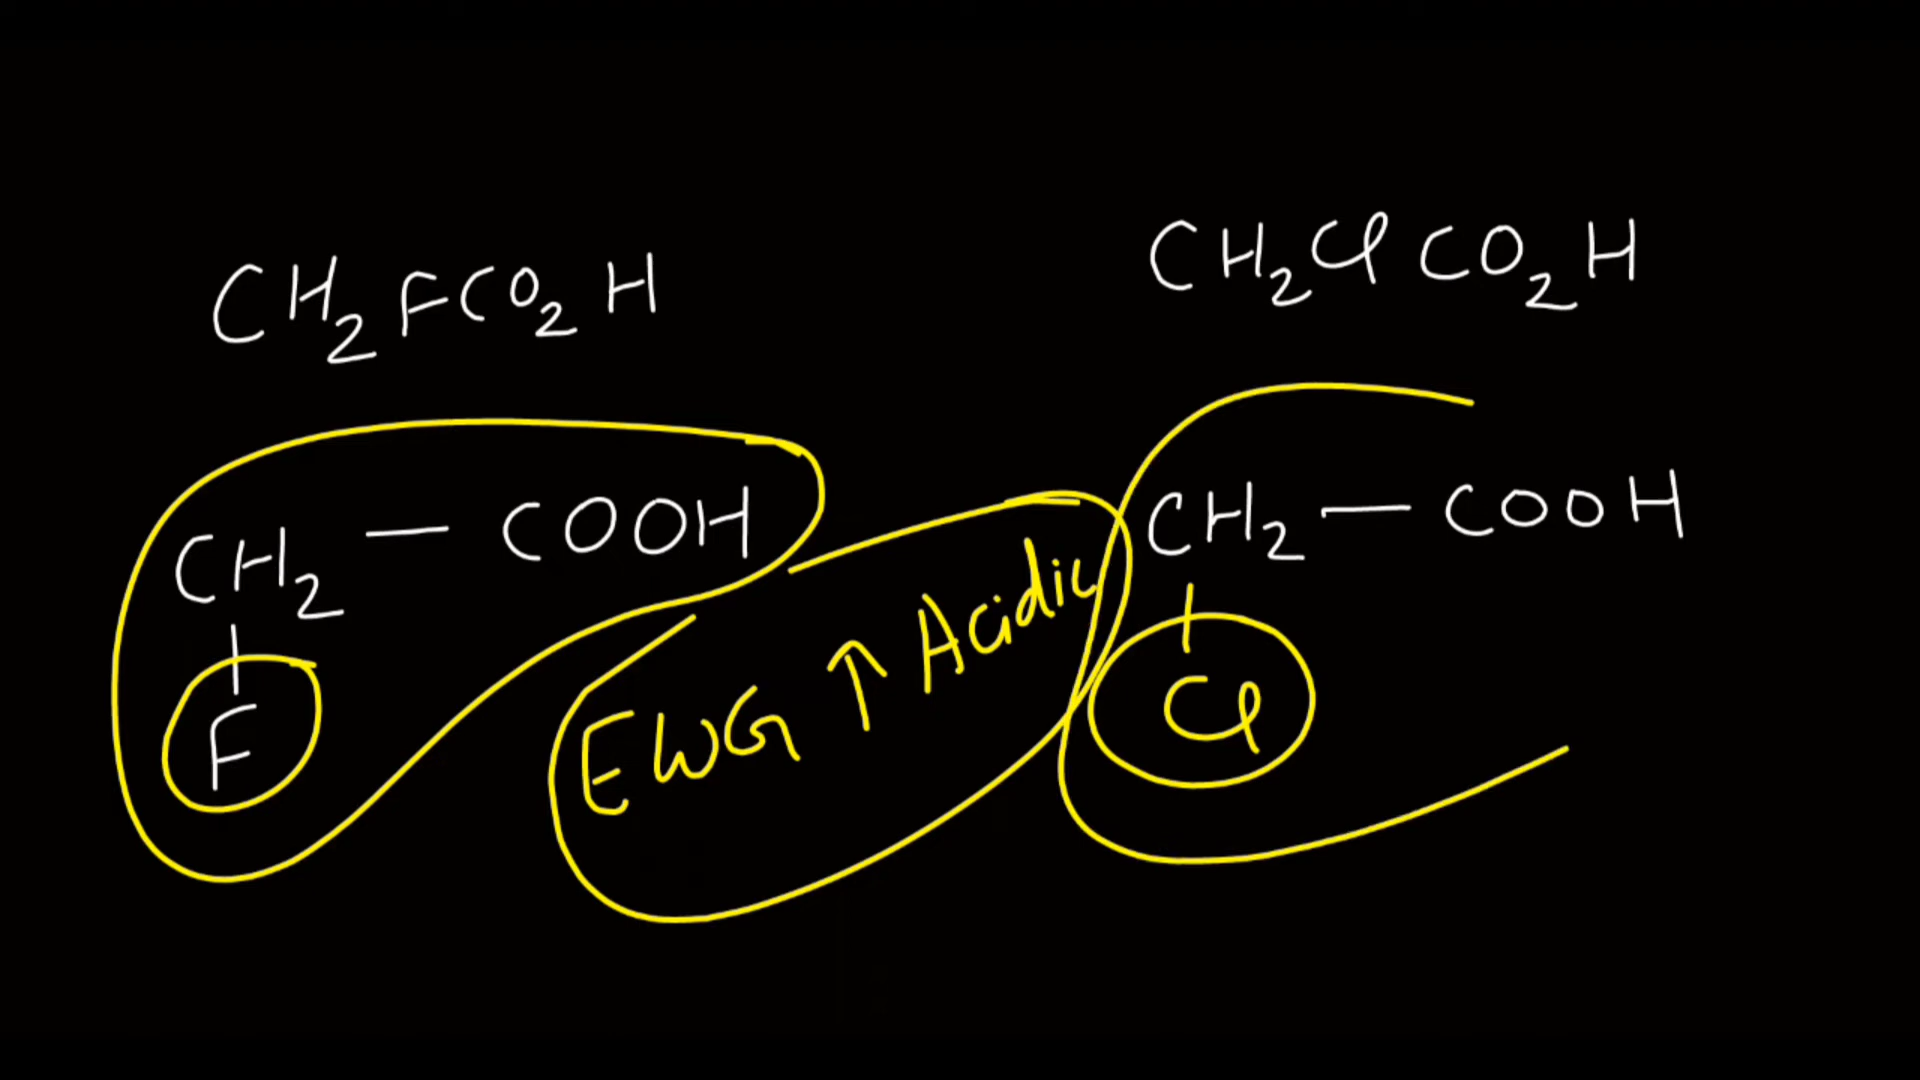 CH₂FCO₂H
CH₂ClCO₂H
CH₂ — COOH
F
EWG ↑ Acidic
CH₂ — COOH
Cl